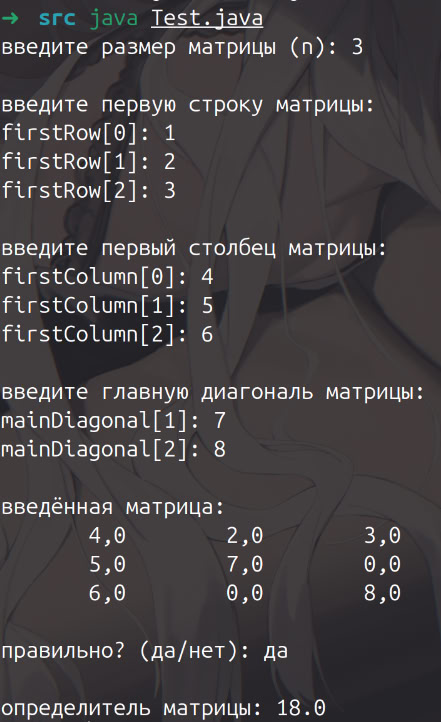 ➜ src java Test.java
введите размер матрицы (n): 3
введите первую строку матрицы:
firstRow[0]: 1
firstRow[1]: 2
firstRow[2]: 3
введите первый столбец матрицы:
firstColumn[0]: 4
firstColumn[1]: 5
firstColumn[2]: 6
введите главную диагональ матрицы:
mainDiagonal[1]: 7
mainDiagonal[2]: 8
введённая матрица:
4,0 2,0 3,0
5,0 7,0 0,0
6,0 0,0 8,0
правильно? (да/нет): да
определитель матрицы: 18.0